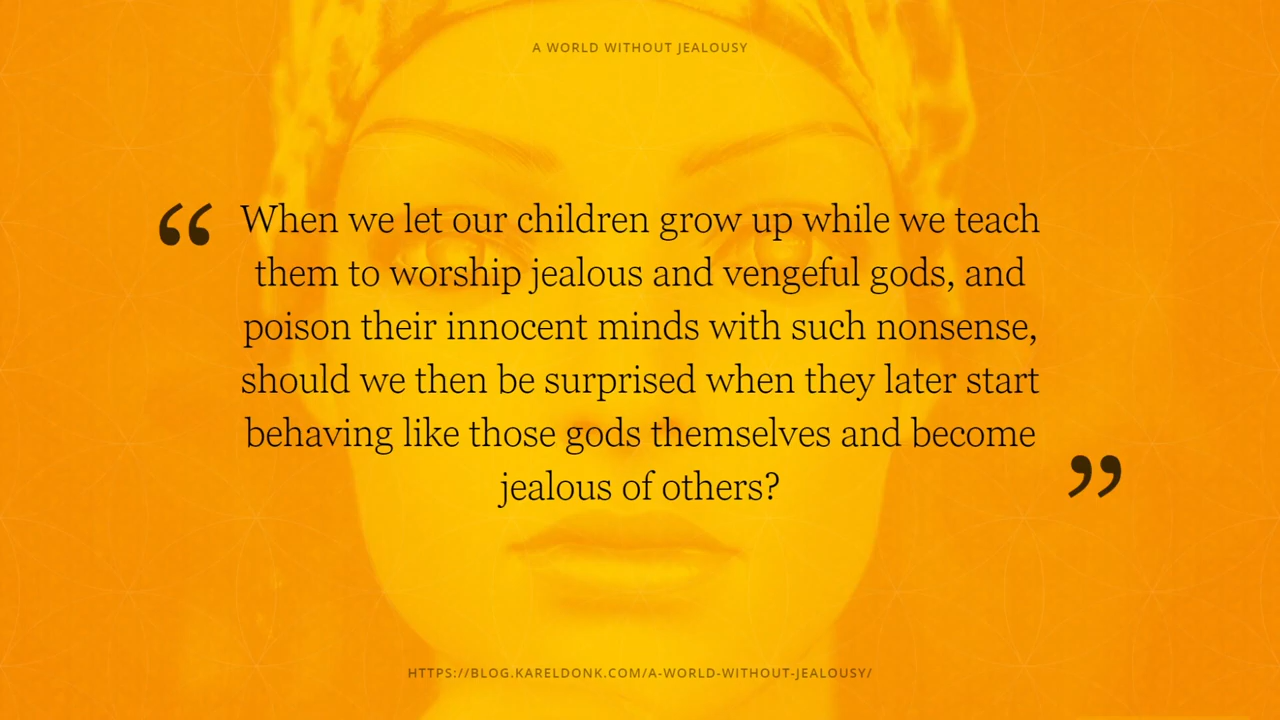 A WORLD WITHOUT JEALOUSY
“ When we let our children grow up while we teach
them to worship jealous and vengeful gods, and
poison their innocent minds with such nonsense,
should we then be surprised when they later start
behaving like those gods themselves and become
jealous of others? ”
HTTPS://BLOG.KARELDONK.COM/A-WORLD-WITHOUT-JEALOUSY/